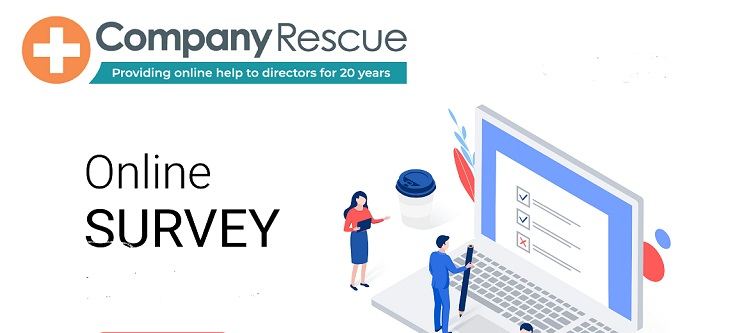 Company Rescue
Providing online help to directors for 20 years
Online
SURVEY